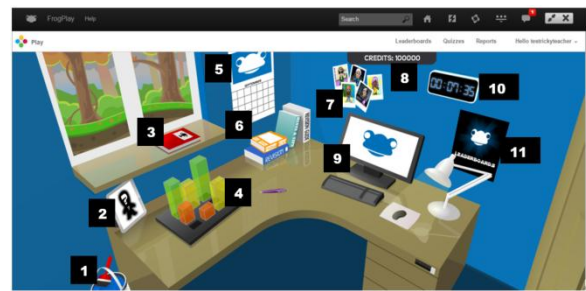 FrogPlay Help Search
Play Leaderboards Quizzes Reports Hello testrickyteacher
CREDITS: 100000
5
8
10
00:07:35
7
3
6
REVISION
9
11
LEADERBOARDS
4
2
1